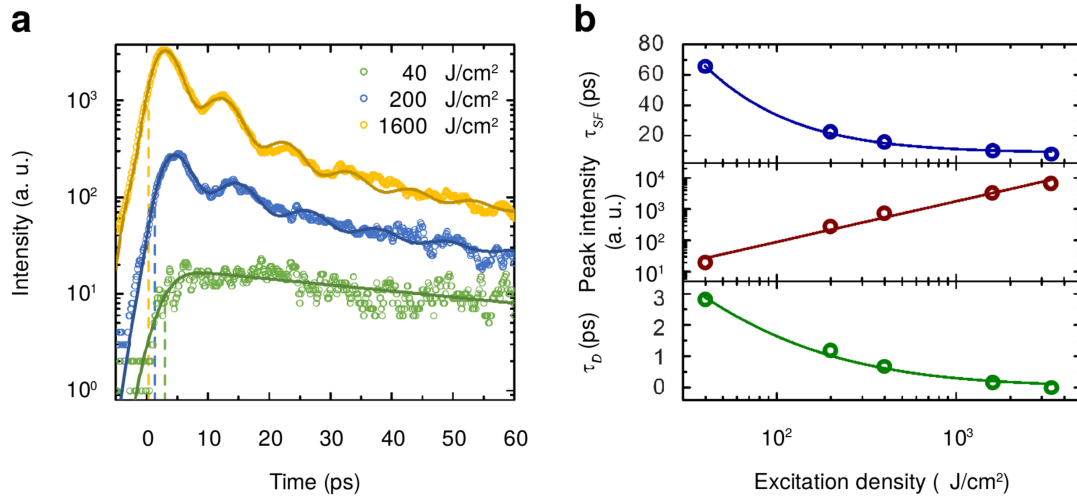 a
Intensity (a. u.)
10³
10²
10¹
10⁰
40 J/cm²
200 J/cm²
1600 J/cm²
0 10 20 30 40 50 60
Time (ps)
b
τSF (ps)
80
60
40
20
Peak intensity
(a. u.)
10⁴
10³
10²
10¹
τD (ps)
3
2
1
0
10² 10³
Excitation density ( J/cm²)